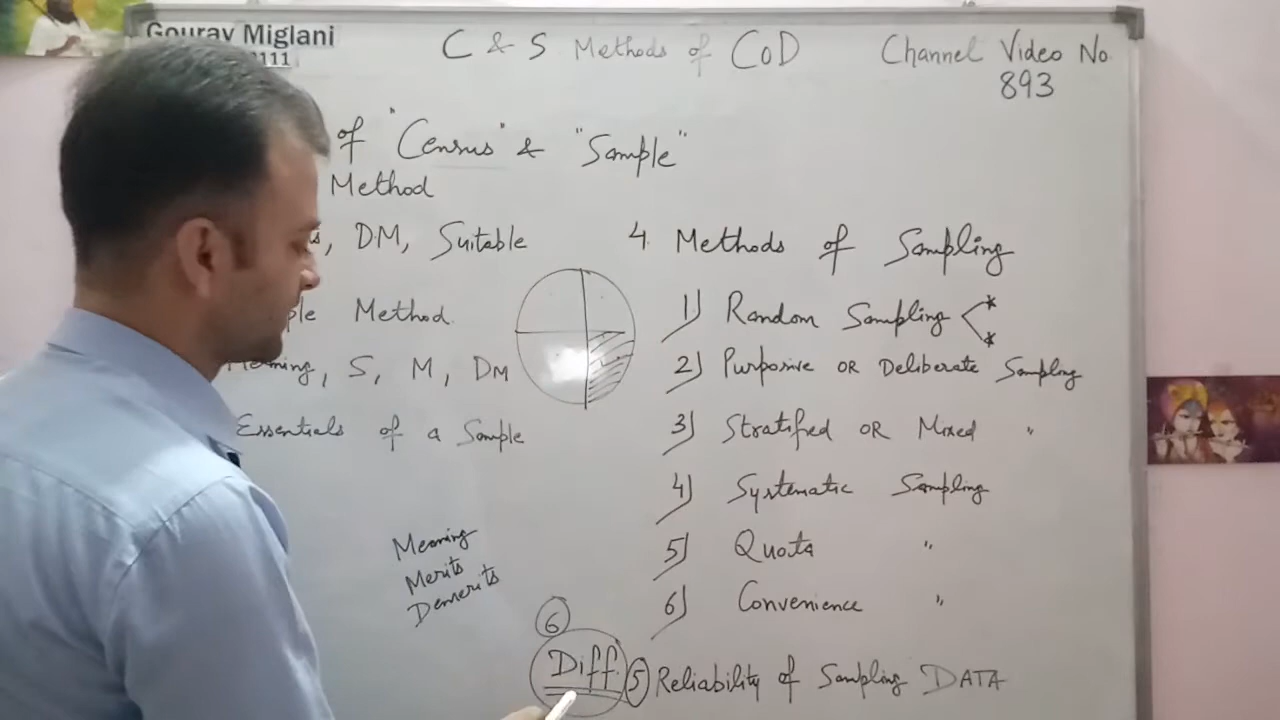 Gourav Miglani
111
C & S Methods of COD
Channel Video No.
893
of "Census" & "Sample"
Method
, DM, Suitable
ple Method.
Meaning, S, M, DM
Essentials of a Sample
Meaning
Merits
Demerits
4. Methods of Sampling
1) Random Sampling
2) Purposive OR Deliberate Sampling
3) Stratified OR Mixed "
4) Systematic Sampling
5) Quota "
6) Convenience "
6
Diff.
5 Reliability of Sampling DATA